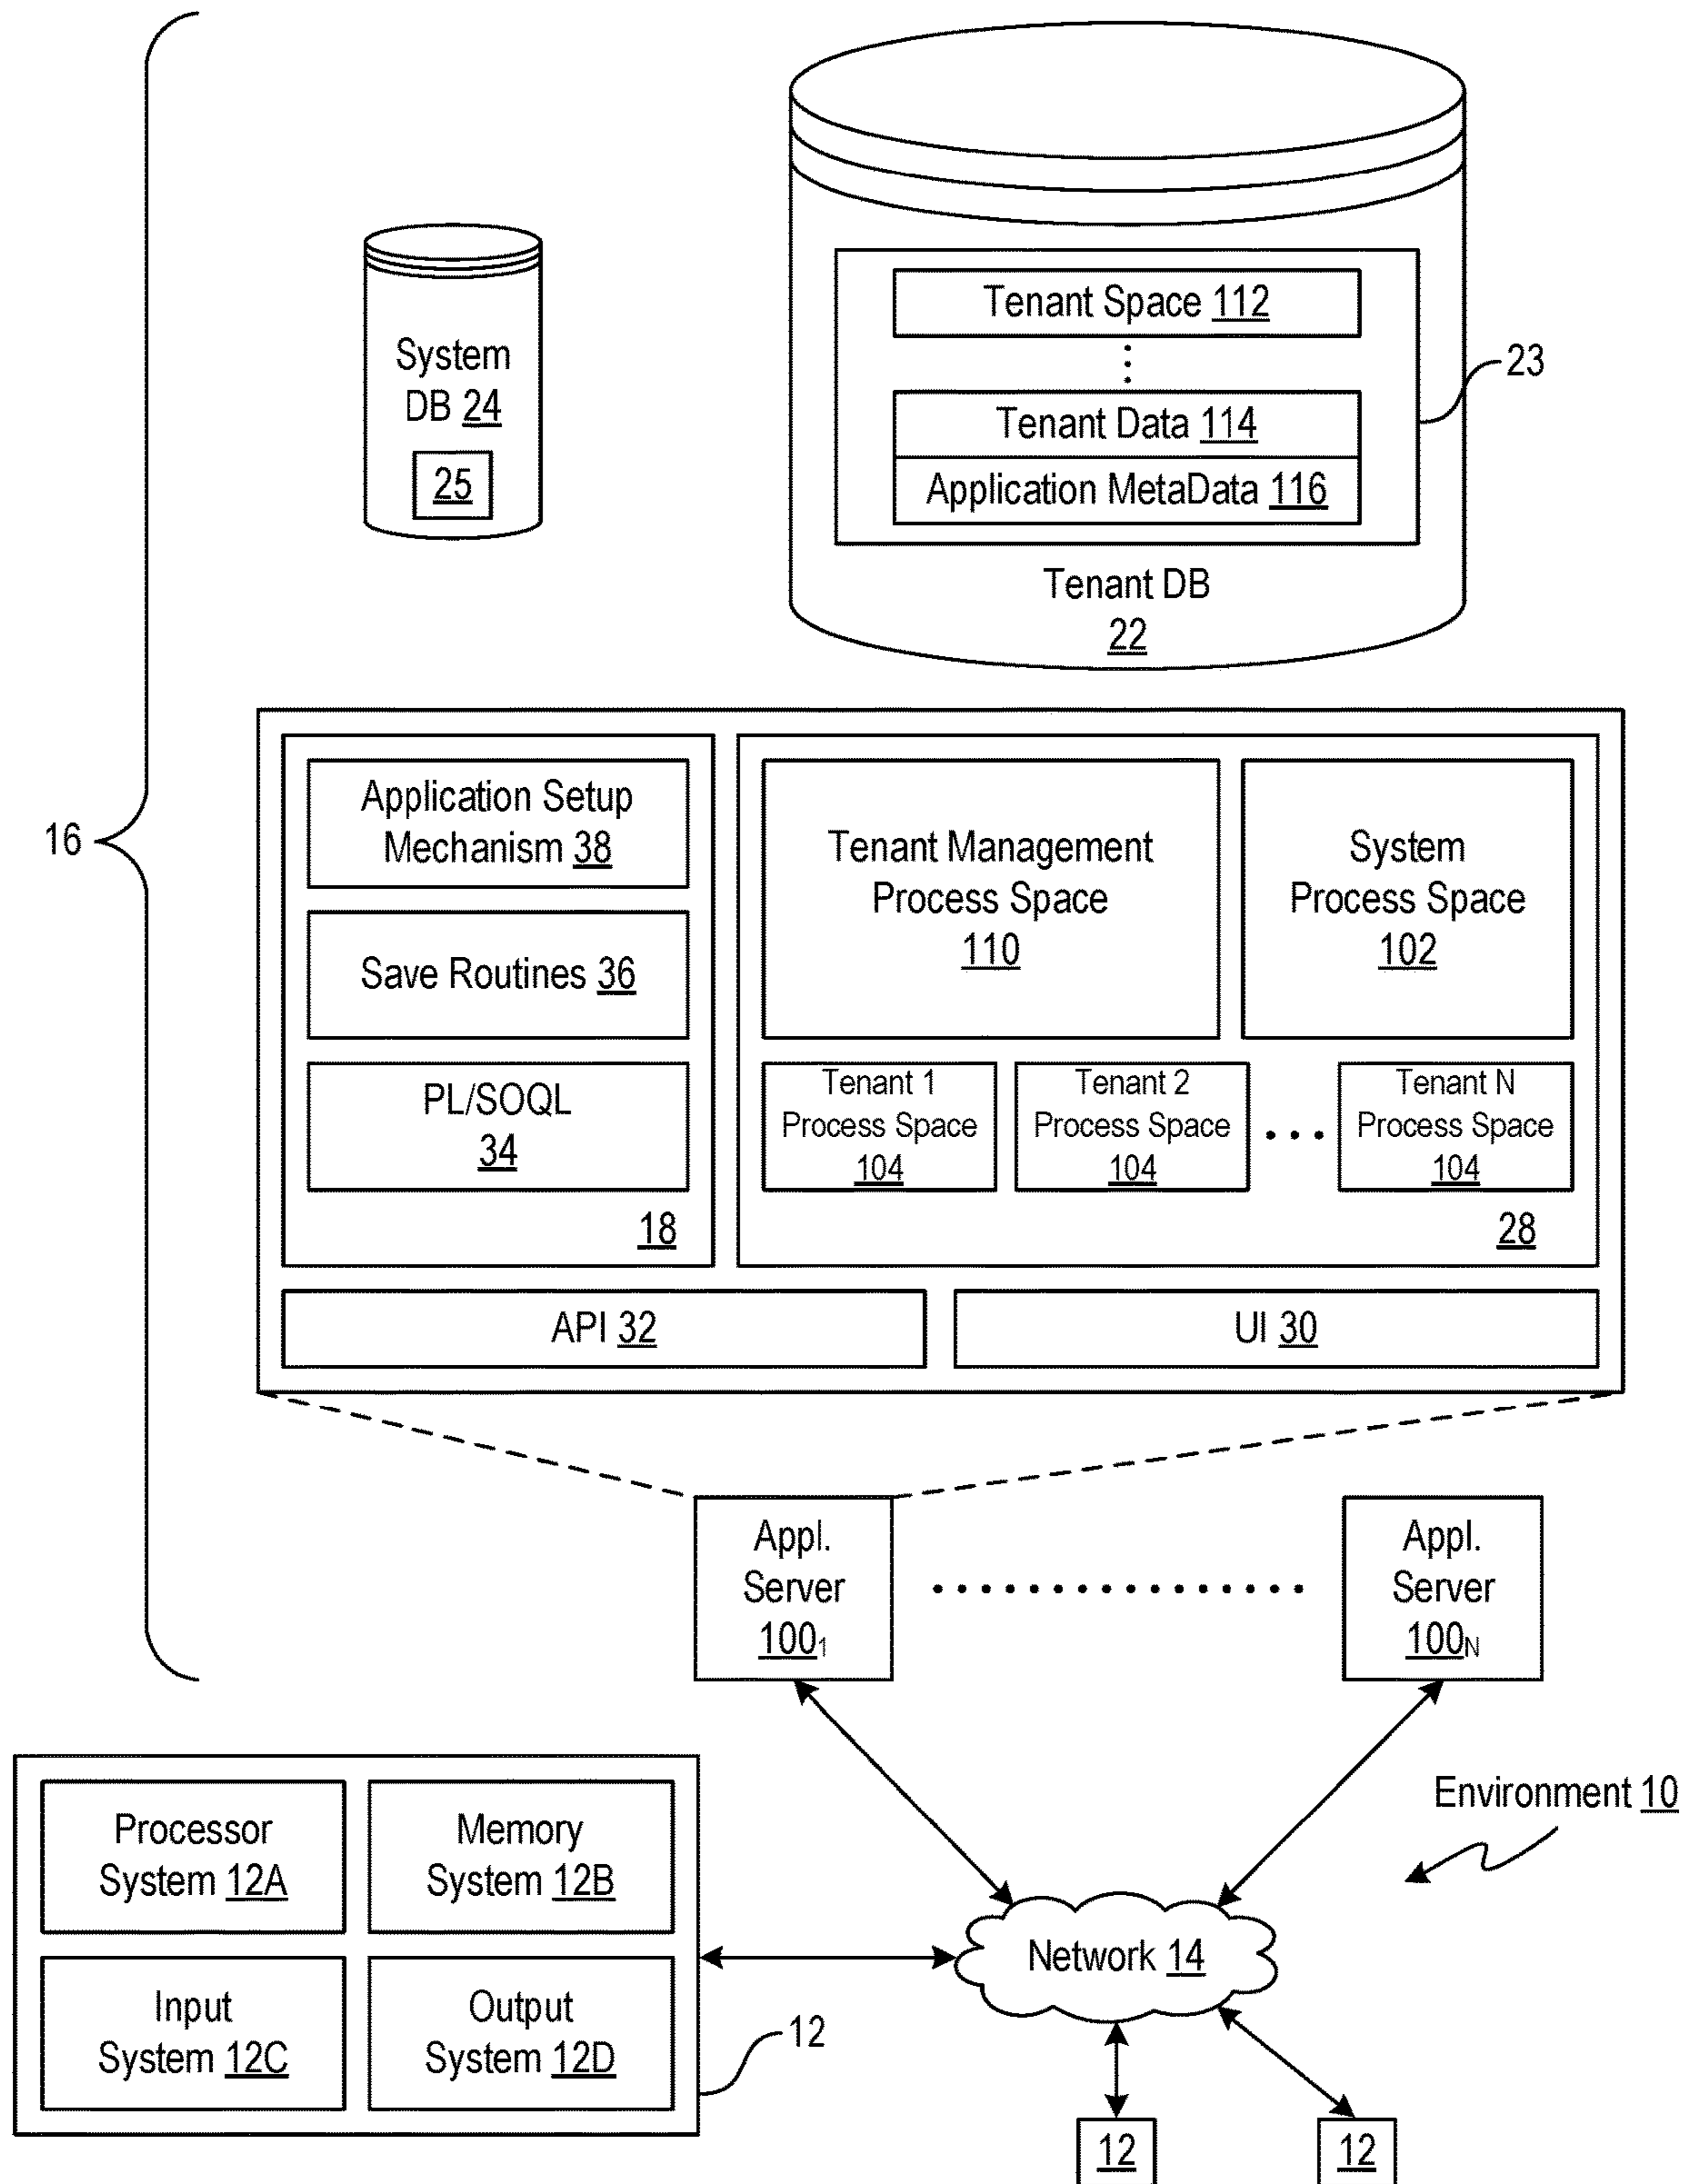 16
System
DB 24
25
Tenant Space 112
Tenant Data 114
Application MetaData 116
23
Tenant DB
22
Application Setup
Mechanism 38
Save Routines 36
PL/SOQL
34
18
Tenant Management
Process Space
110
System
Process Space
102
Tenant 1
Process Space
104
Tenant 2
Process Space
104
Tenant N
Process Space
104
28
API 32
UI 30
Appl.
Server
100₁
Appl.
Server
100N
Environment 10
Processor
System 12A
Memory
System 12B
Input
System 12C
Output
System 12D
12
Network 14
12
12